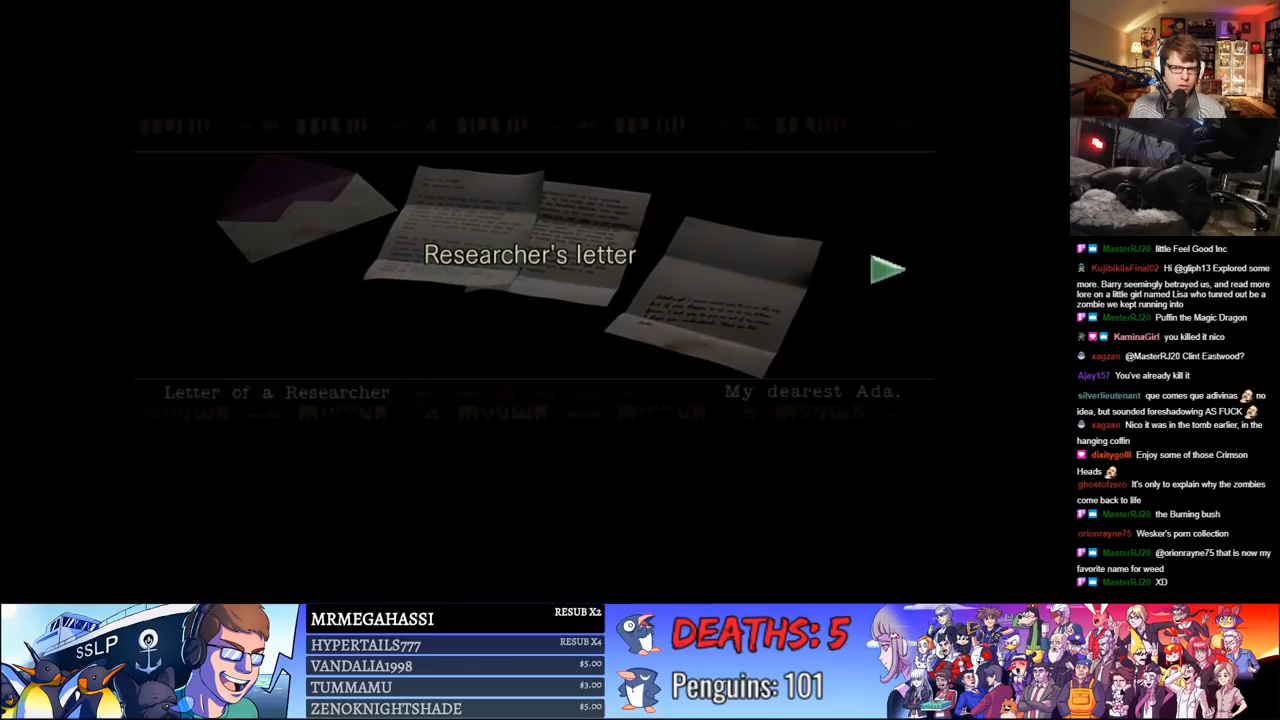 Researcher's letter
Letter of a Researcher
My dearest Ada.
MasterRJ20 little Feel Good Inc
KujibikiIsFinal02 Hi @gliph13 Explored some
more. Barry seemingly betrayed us, and read more
lore on a little girl named Lisa who tunred out be a
zombie we kept running into
MasterRJ20 Puffin the Magic Dragon
KaminaGirl you killed it nico
xagzan @MasterRJ20 Clint Eastwood?
Ajay157 You've already kill it
silverlieutenant que comes que adivinas no
idea, but sounded foreshadowing AS FUCK
xagzan Nico it was in the tomb earlier, in the
hanging coffin
dixitygolll Enjoy some of those Crimson
Heads
ghostofzero It's only to explain why the zombies
come back to life
MasterRJ20 the Burning bush
orionrayne75 Wesker's porn collection
MasterRJ20 @orionrayne75 that is now my
favorite name for weed
MasterRJ20 XD
SSLP
MRMEGAHASSI RESUB X2
HYPERTAILS777 RESUB X4
VANDALIA1998 $5.00
TUMMAMU $3.00
ZENOKNIGHTSHADE $5.00
DEATHS: 5
Penguins: 101